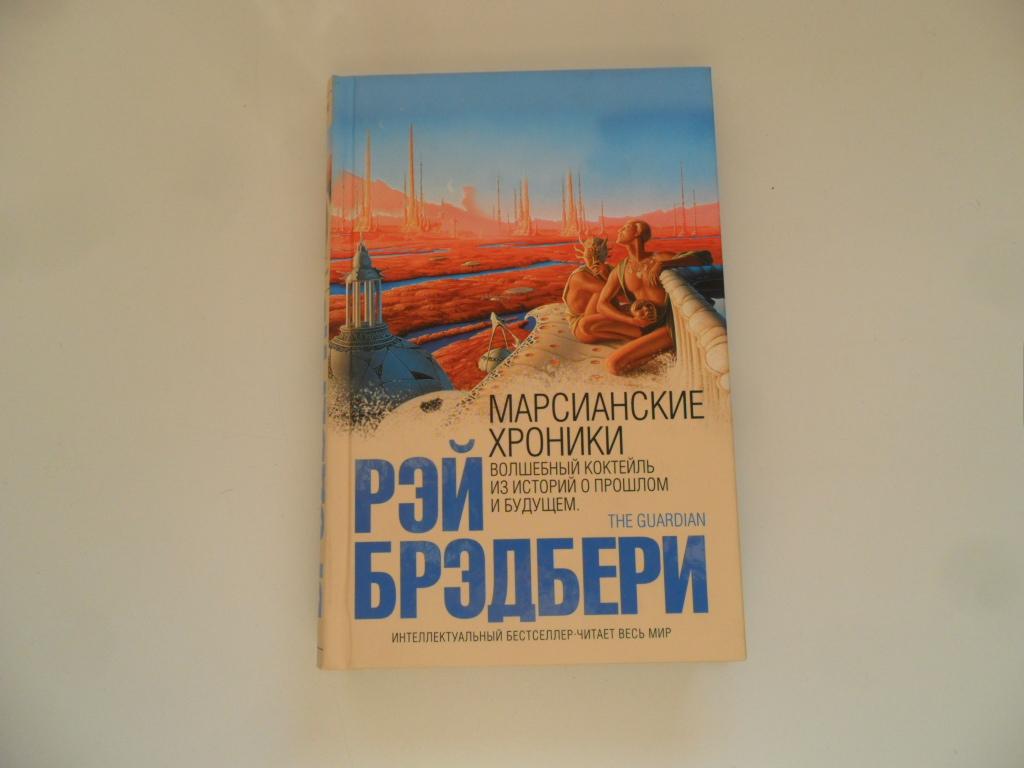 МАРСИАНСКИЕ
ХРОНИКИ
РЭЙ
БРЭДБЕРИ
ВОЛШЕБНЫЙ КОКТЕЙЛЬ
ИЗ ИСТОРИЙ О ПРОШЛОМ
И БУДУЩЕМ.
THE GUARDIAN
ИНТЕЛЛЕКТУАЛЬНЫЙ БЕСТСЕЛЛЕР·ЧИТАЕТ ВЕСЬ МИР